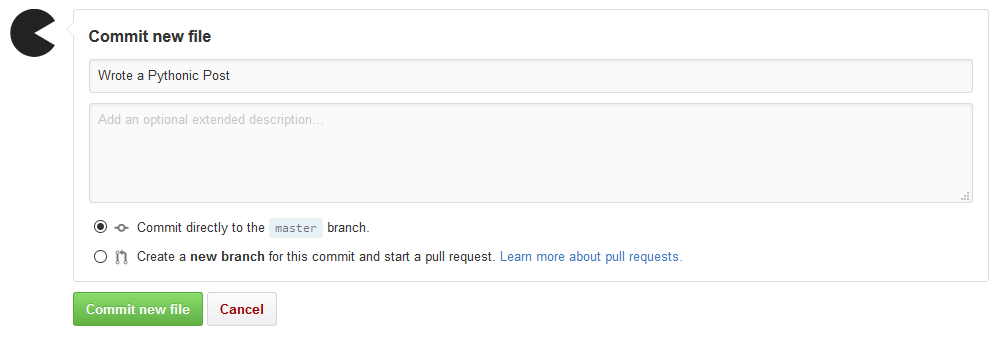 Commit new file
Wrote a Pythonic Post
Add an optional extended description...
Commit directly to the master branch.
Create a new branch for this commit and start a pull request. Learn more about pull requests.
Commit new file Cancel